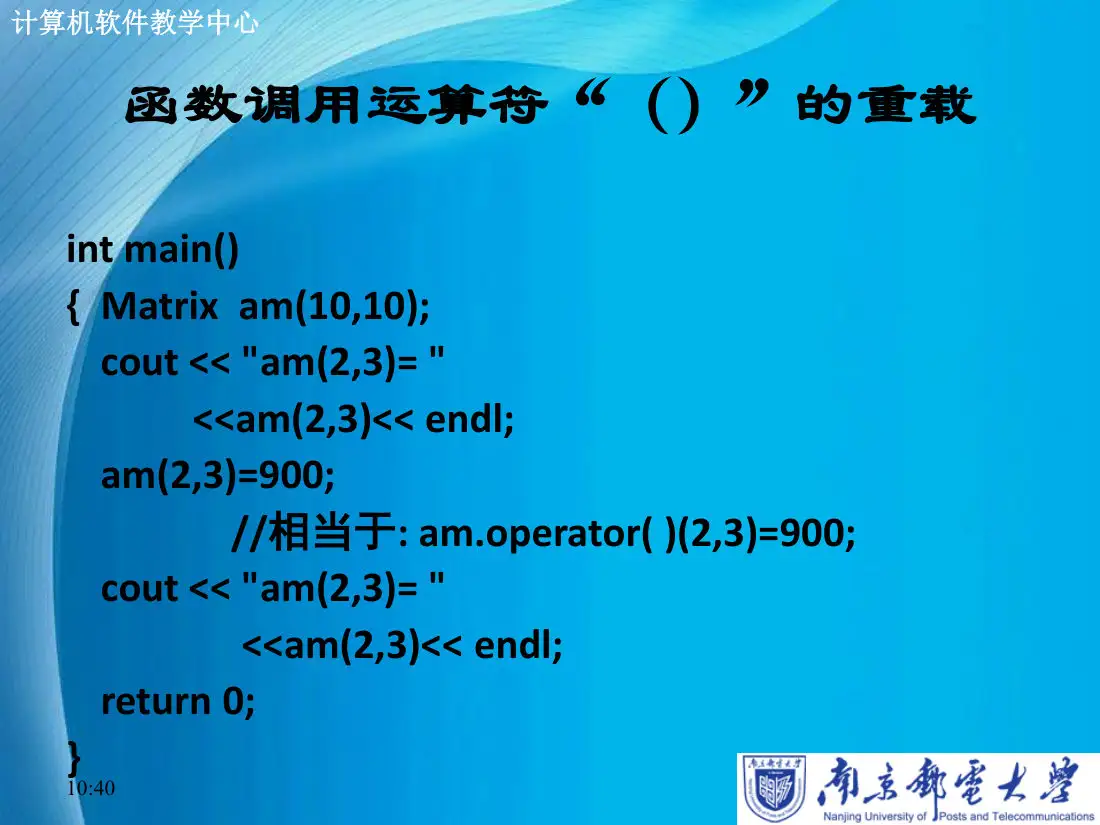 计算机软件教学中心
函数调用运算符“（）”的重载
int main()
{ Matrix am(10,10);
cout << "am(2,3)= "
<<am(2,3)<< endl;
am(2,3)=900;
//相当于: am.operator( )(2,3)=900;
cout << "am(2,3)= "
<<am(2,3)<< endl;
return 0;
}
10:40
南京邮电大学
Nanjing University of Posts and Telecommunications